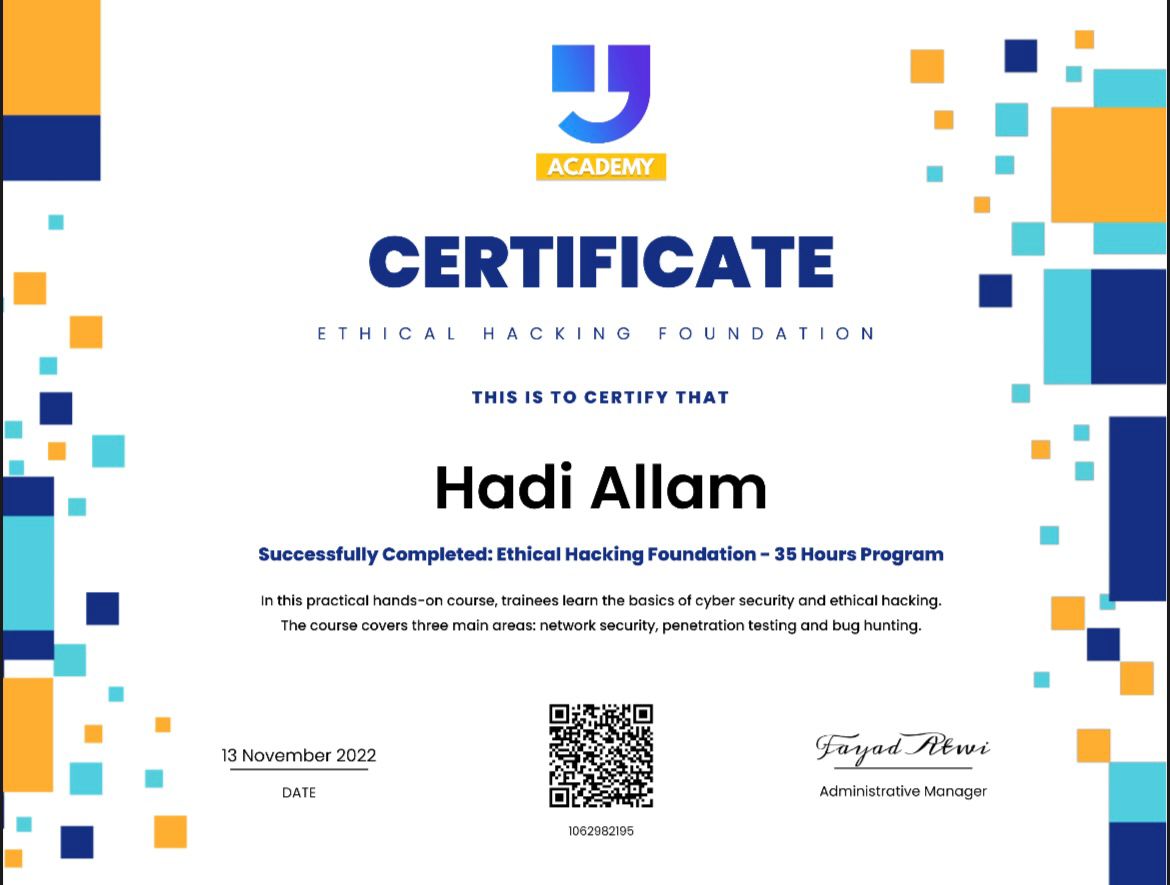 ACADEMY
CERTIFICATE
ETHICAL HACKING FOUNDATION
THIS IS TO CERTIFY THAT
Hadi Allam
Successfully Completed: Ethical Hacking Foundation - 35 Hours Program
In this practical hands-on course, trainees learn the basics of cyber security and ethical hacking.
The course covers three main areas: network security, penetration testing and bug hunting.
13 November 2022
DATE
1062982195
Fayad Atwi
Administrative Manager